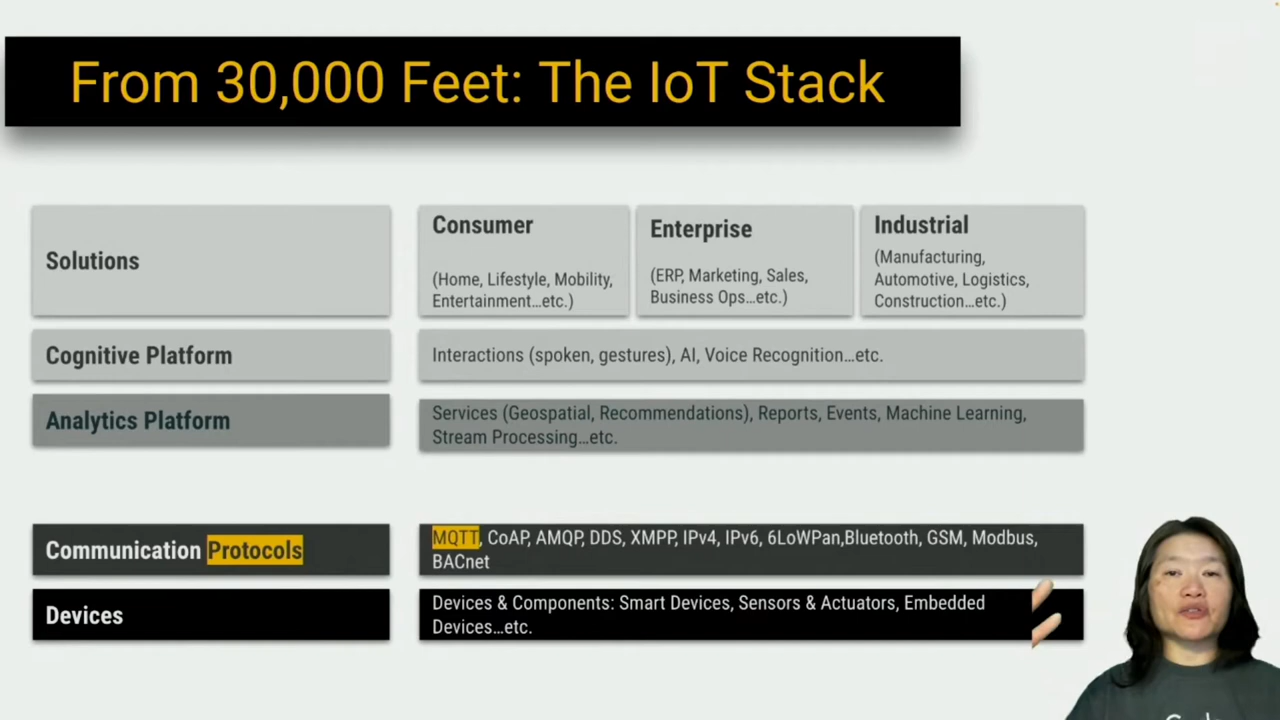 From 30,000 Feet: The IoT Stack
Solutions
Consumer
(Home, Lifestyle, Mobility,
Entertainment…etc.)
Enterprise
(ERP, Marketing, Sales,
Business Ops…etc.)
Industrial
(Manufacturing,
Automotive, Logistics,
Construction…etc.)
Cognitive Platform
Interactions (spoken, gestures), AI, Voice Recognition…etc.
Analytics Platform
Services (Geospatial, Recommendations), Reports, Events, Machine Learning,
Stream Processing…etc.
Communication Protocols
MQTT, CoAP, AMQP, DDS, XMPP, IPv4, IPv6, 6LoWPan,Bluetooth, GSM, Modbus,
BACnet
Devices
Devices & Components: Smart Devices, Sensors & Actuators, Embedded
Devices…etc.